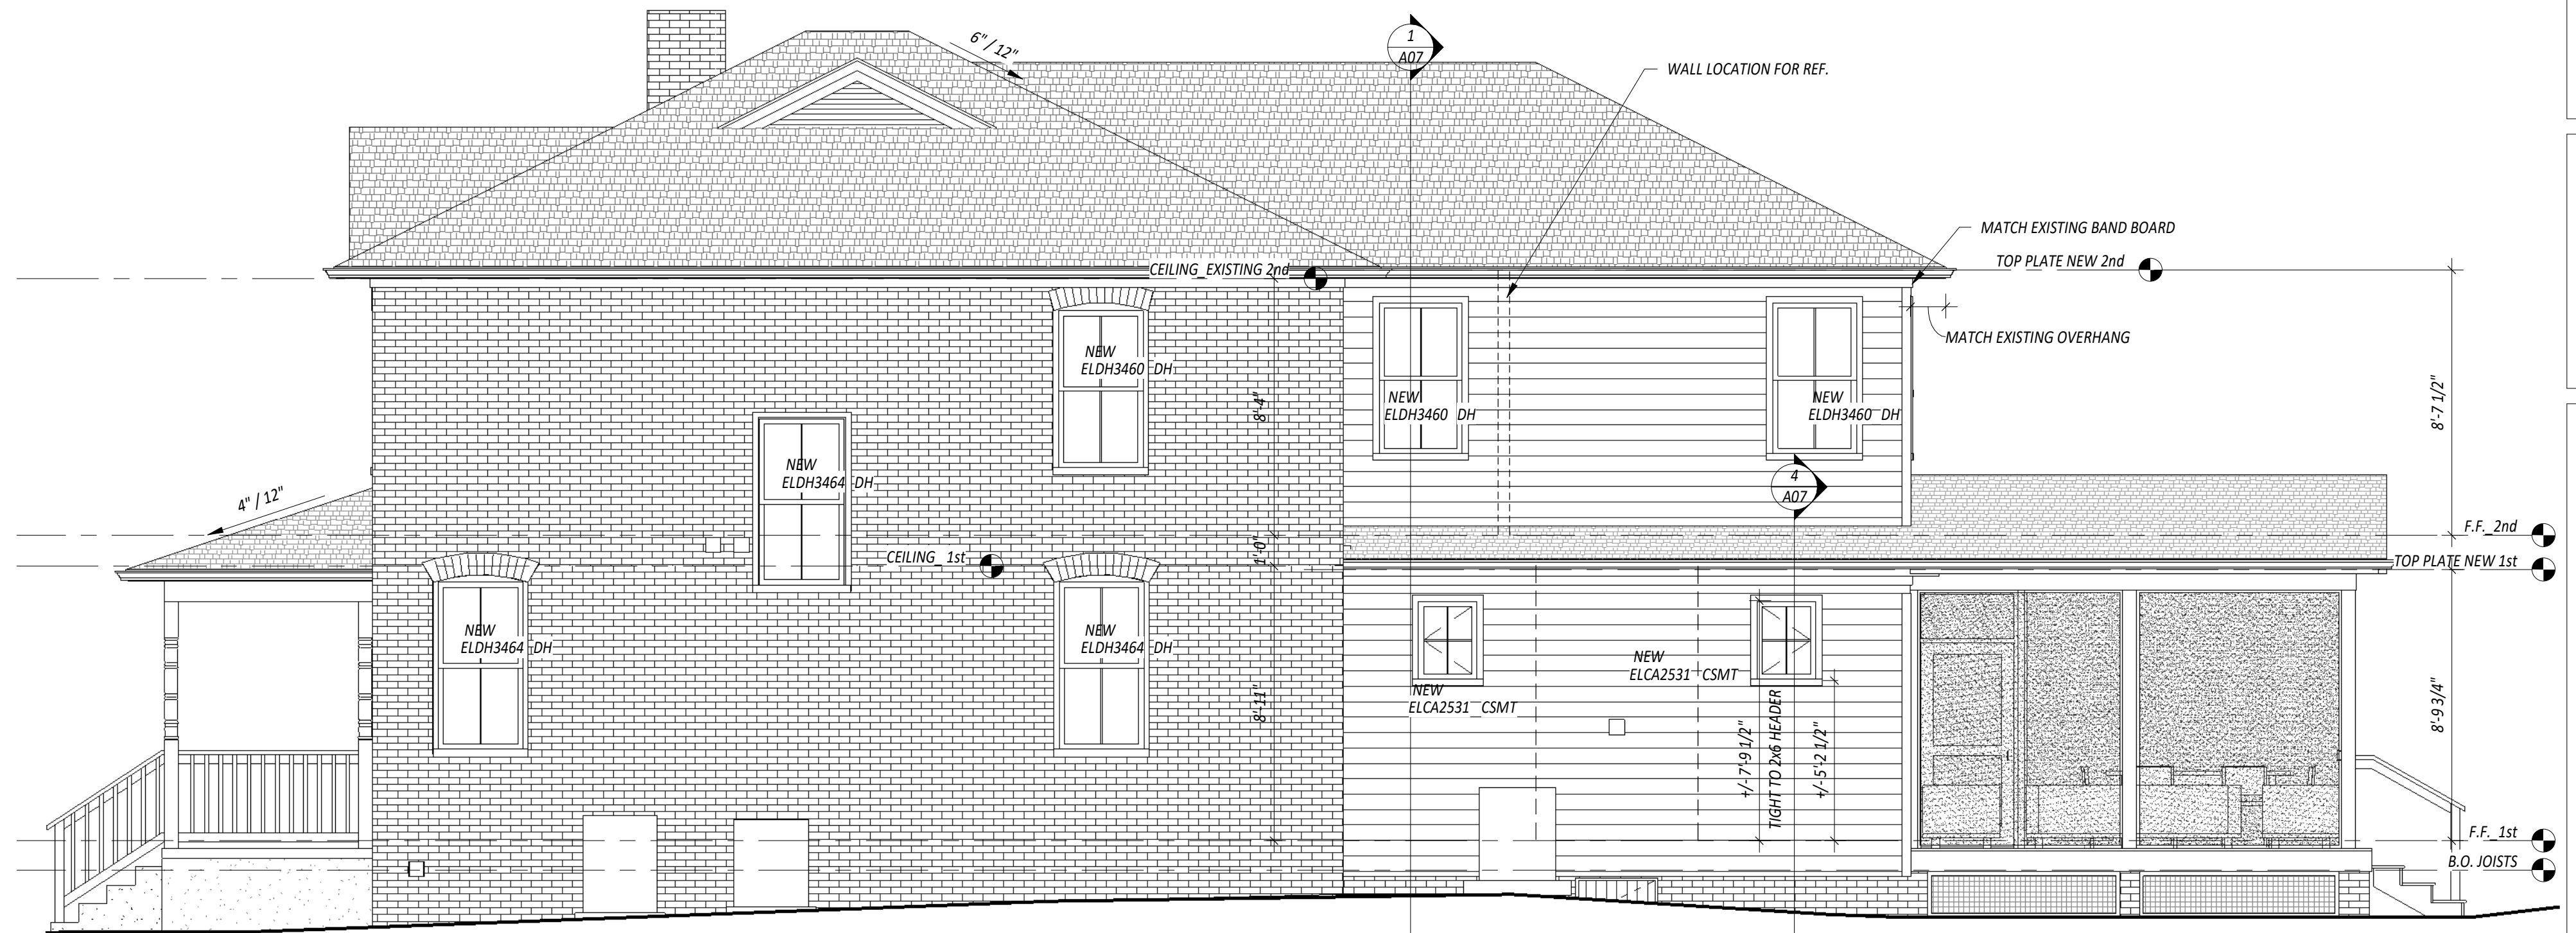 6" / 12"
1
A07
WALL LOCATION FOR REF.
MATCH EXISTING BAND BOARD
CEILING_EXISTING 2nd
TOP PLATE NEW 2nd
MATCH EXISTING OVERHANG
NEW
ELDH3460 DH
NEW
ELDH3460 DH
NEW
ELDH3460 DH
8'-4"
8'-7 1/2"
NEW
ELDH3464 DH
4
A07
4" / 12"
F.F._2nd
1'-0"
CEILING_ 1st
TOP PLATE NEW 1st
NEW
ELDH3464 DH
NEW
ELDH3464 DH
NEW
ELCA2531 CSMT
NEW
ELCA2531 CSMT
8'-11"
+/-7'-9 1/2"
TIGHT TO 2x6 HEADER
+/-5'-2 1/2"
8'-9 3/4"
F.F._1st
B.O. JOISTS